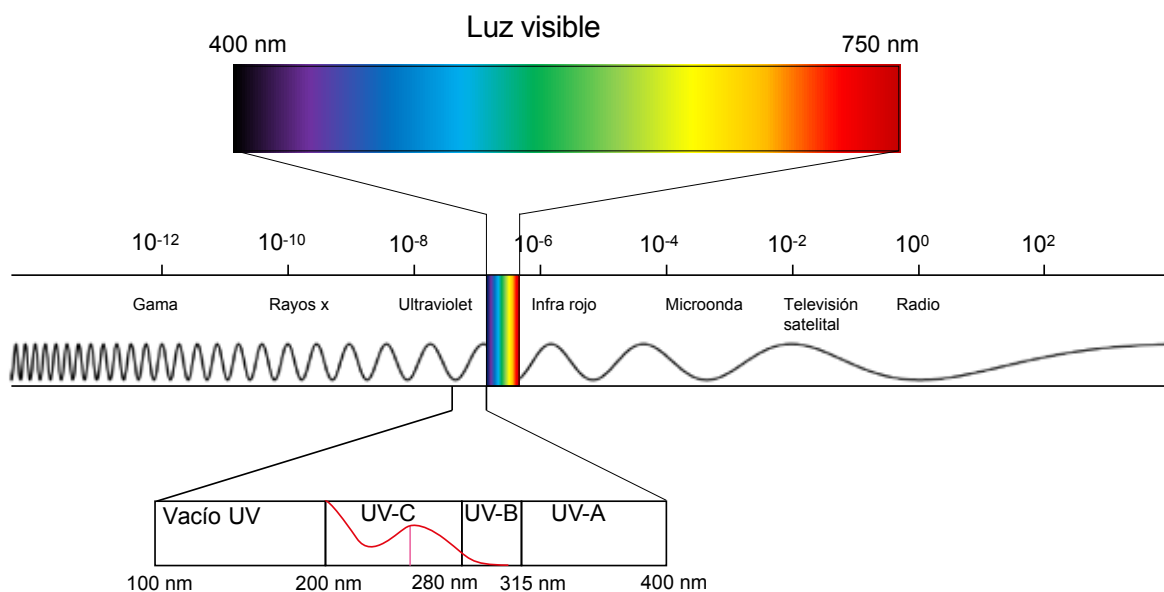 Luz visible
400 nm 750 nm
10-12 10-10 10-8 10-6 10-4 10-2 100 102
Gama Rayos x Ultraviolet Infra rojo Microonda Televisión satelital Radio
Vacío UV UV-C UV-B UV-A
100 nm 200 nm 280 nm 315 nm 400 nm